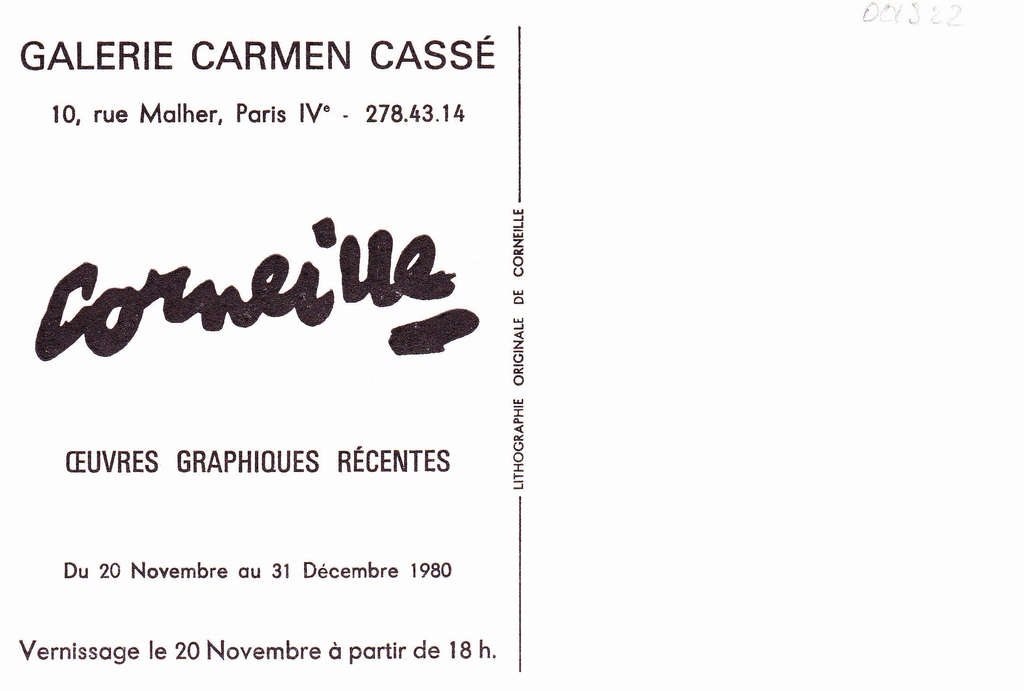 GALERIE CARMEN CASSÉ
10, rue Malher, Paris IVᵉ - 278.43.14
Corneille
ŒUVRES GRAPHIQUES RÉCENTES
Du 20 Novembre au 31 Décembre 1980
Vernissage le 20 Novembre à partir de 18 h.
LITHOGRAPHIE ORIGINALE DE CORNEILLE